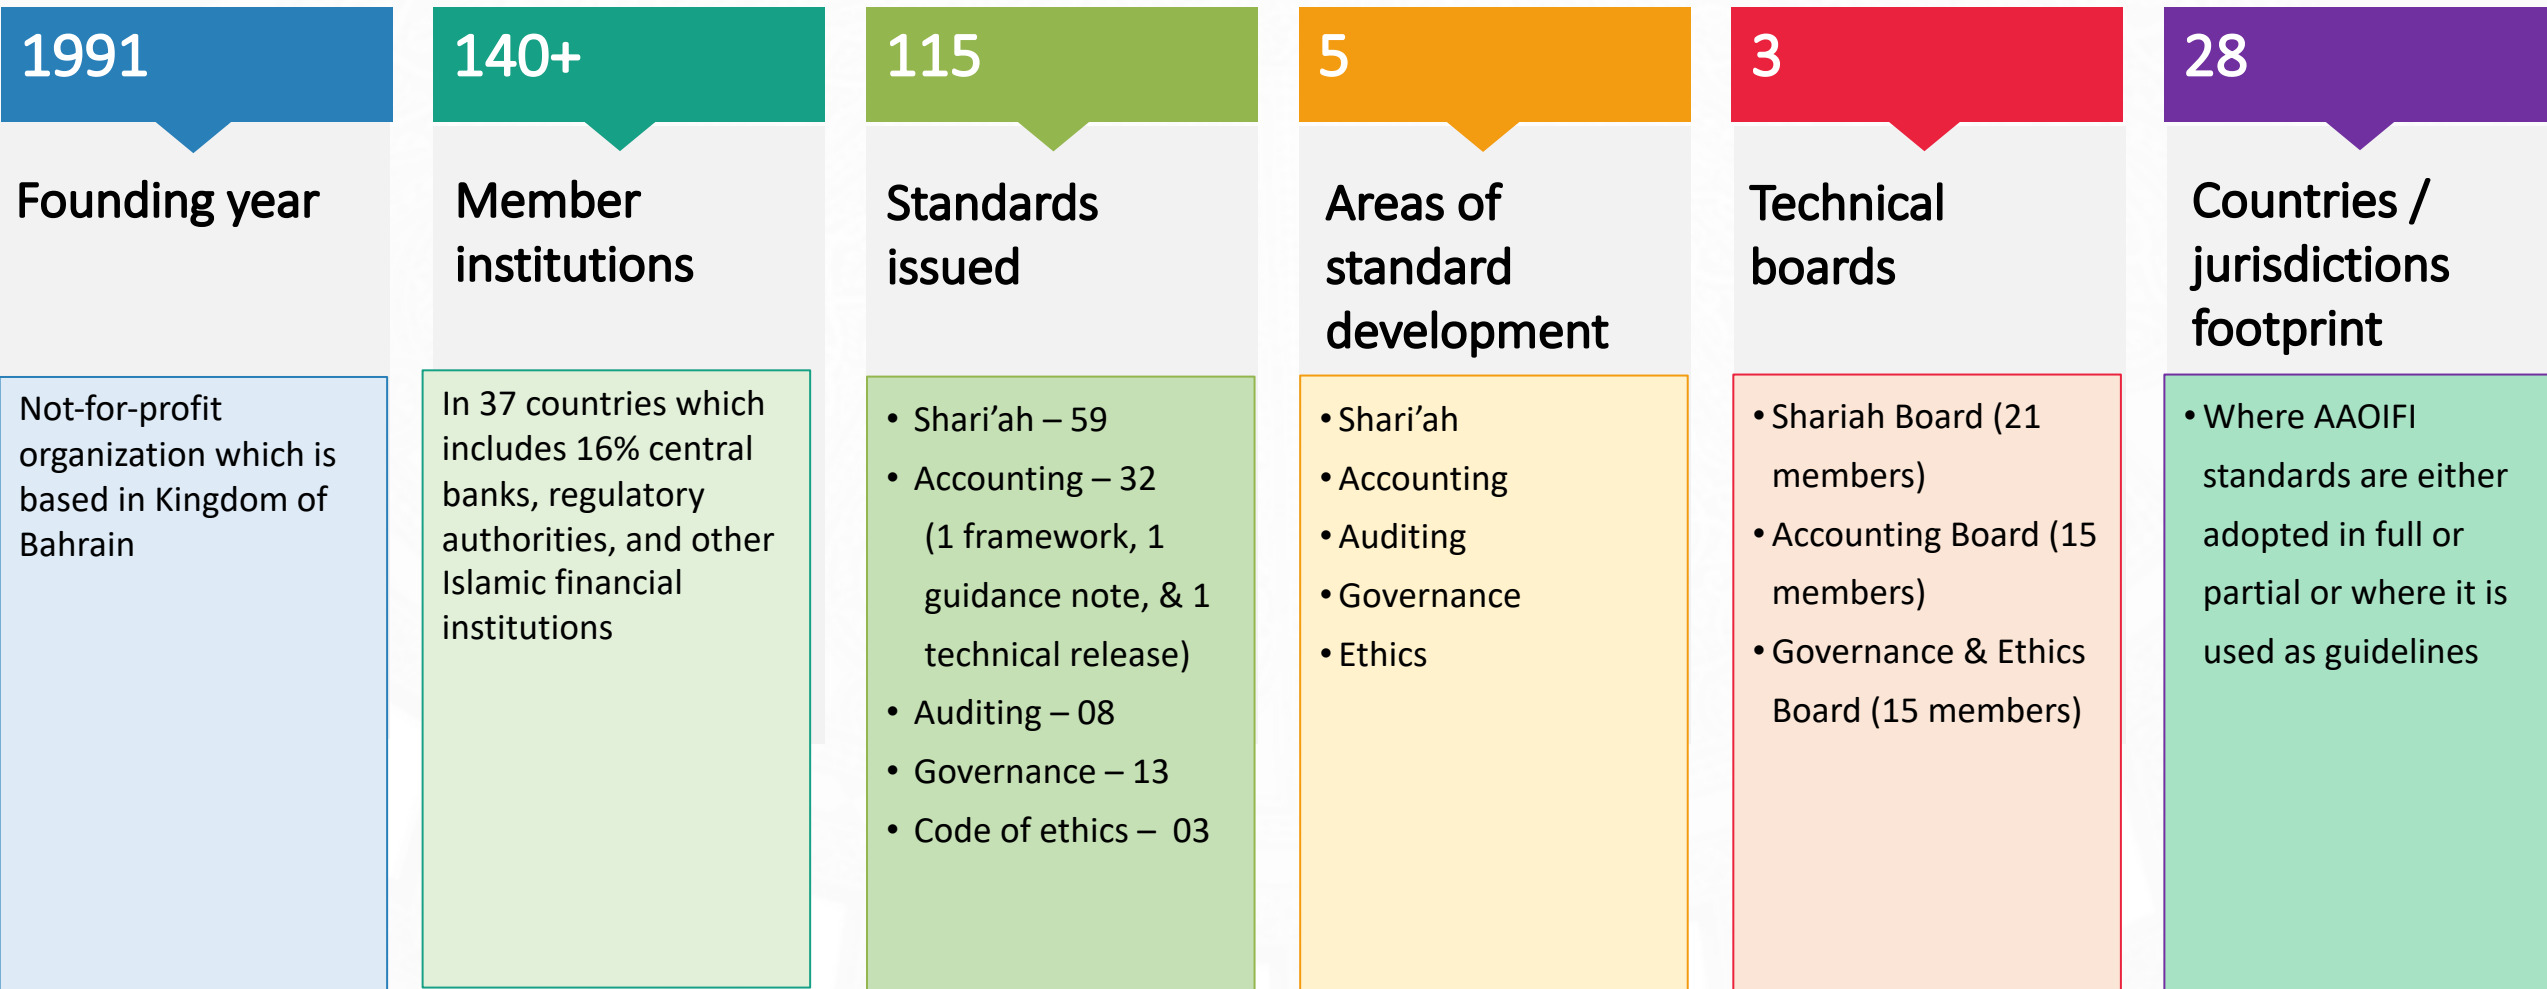 1991
Founding year
Not-for-profit
organization which is
based in Kingdom of
Bahrain
140+
Member
institutions
In 37 countries which
includes 16% central
banks, regulatory
authorities, and other
Islamic financial
institutions
115
Standards
issued
• Shari’ah – 59
• Accounting – 32
(1 framework, 1
guidance note, & 1
technical release)
• Auditing – 08
• Governance – 13
• Code of ethics – 03
5
Areas of
standard
development
• Shari’ah
• Accounting
• Auditing
• Governance
• Ethics
3
Technical
boards
• Shariah Board (21
members)
• Accounting Board (15
members)
• Governance & Ethics
Board (15 members)
28
Countries /
jurisdictions
footprint
• Where AAOIFI
standards are either
adopted in full or
partial or where it is
used as guidelines